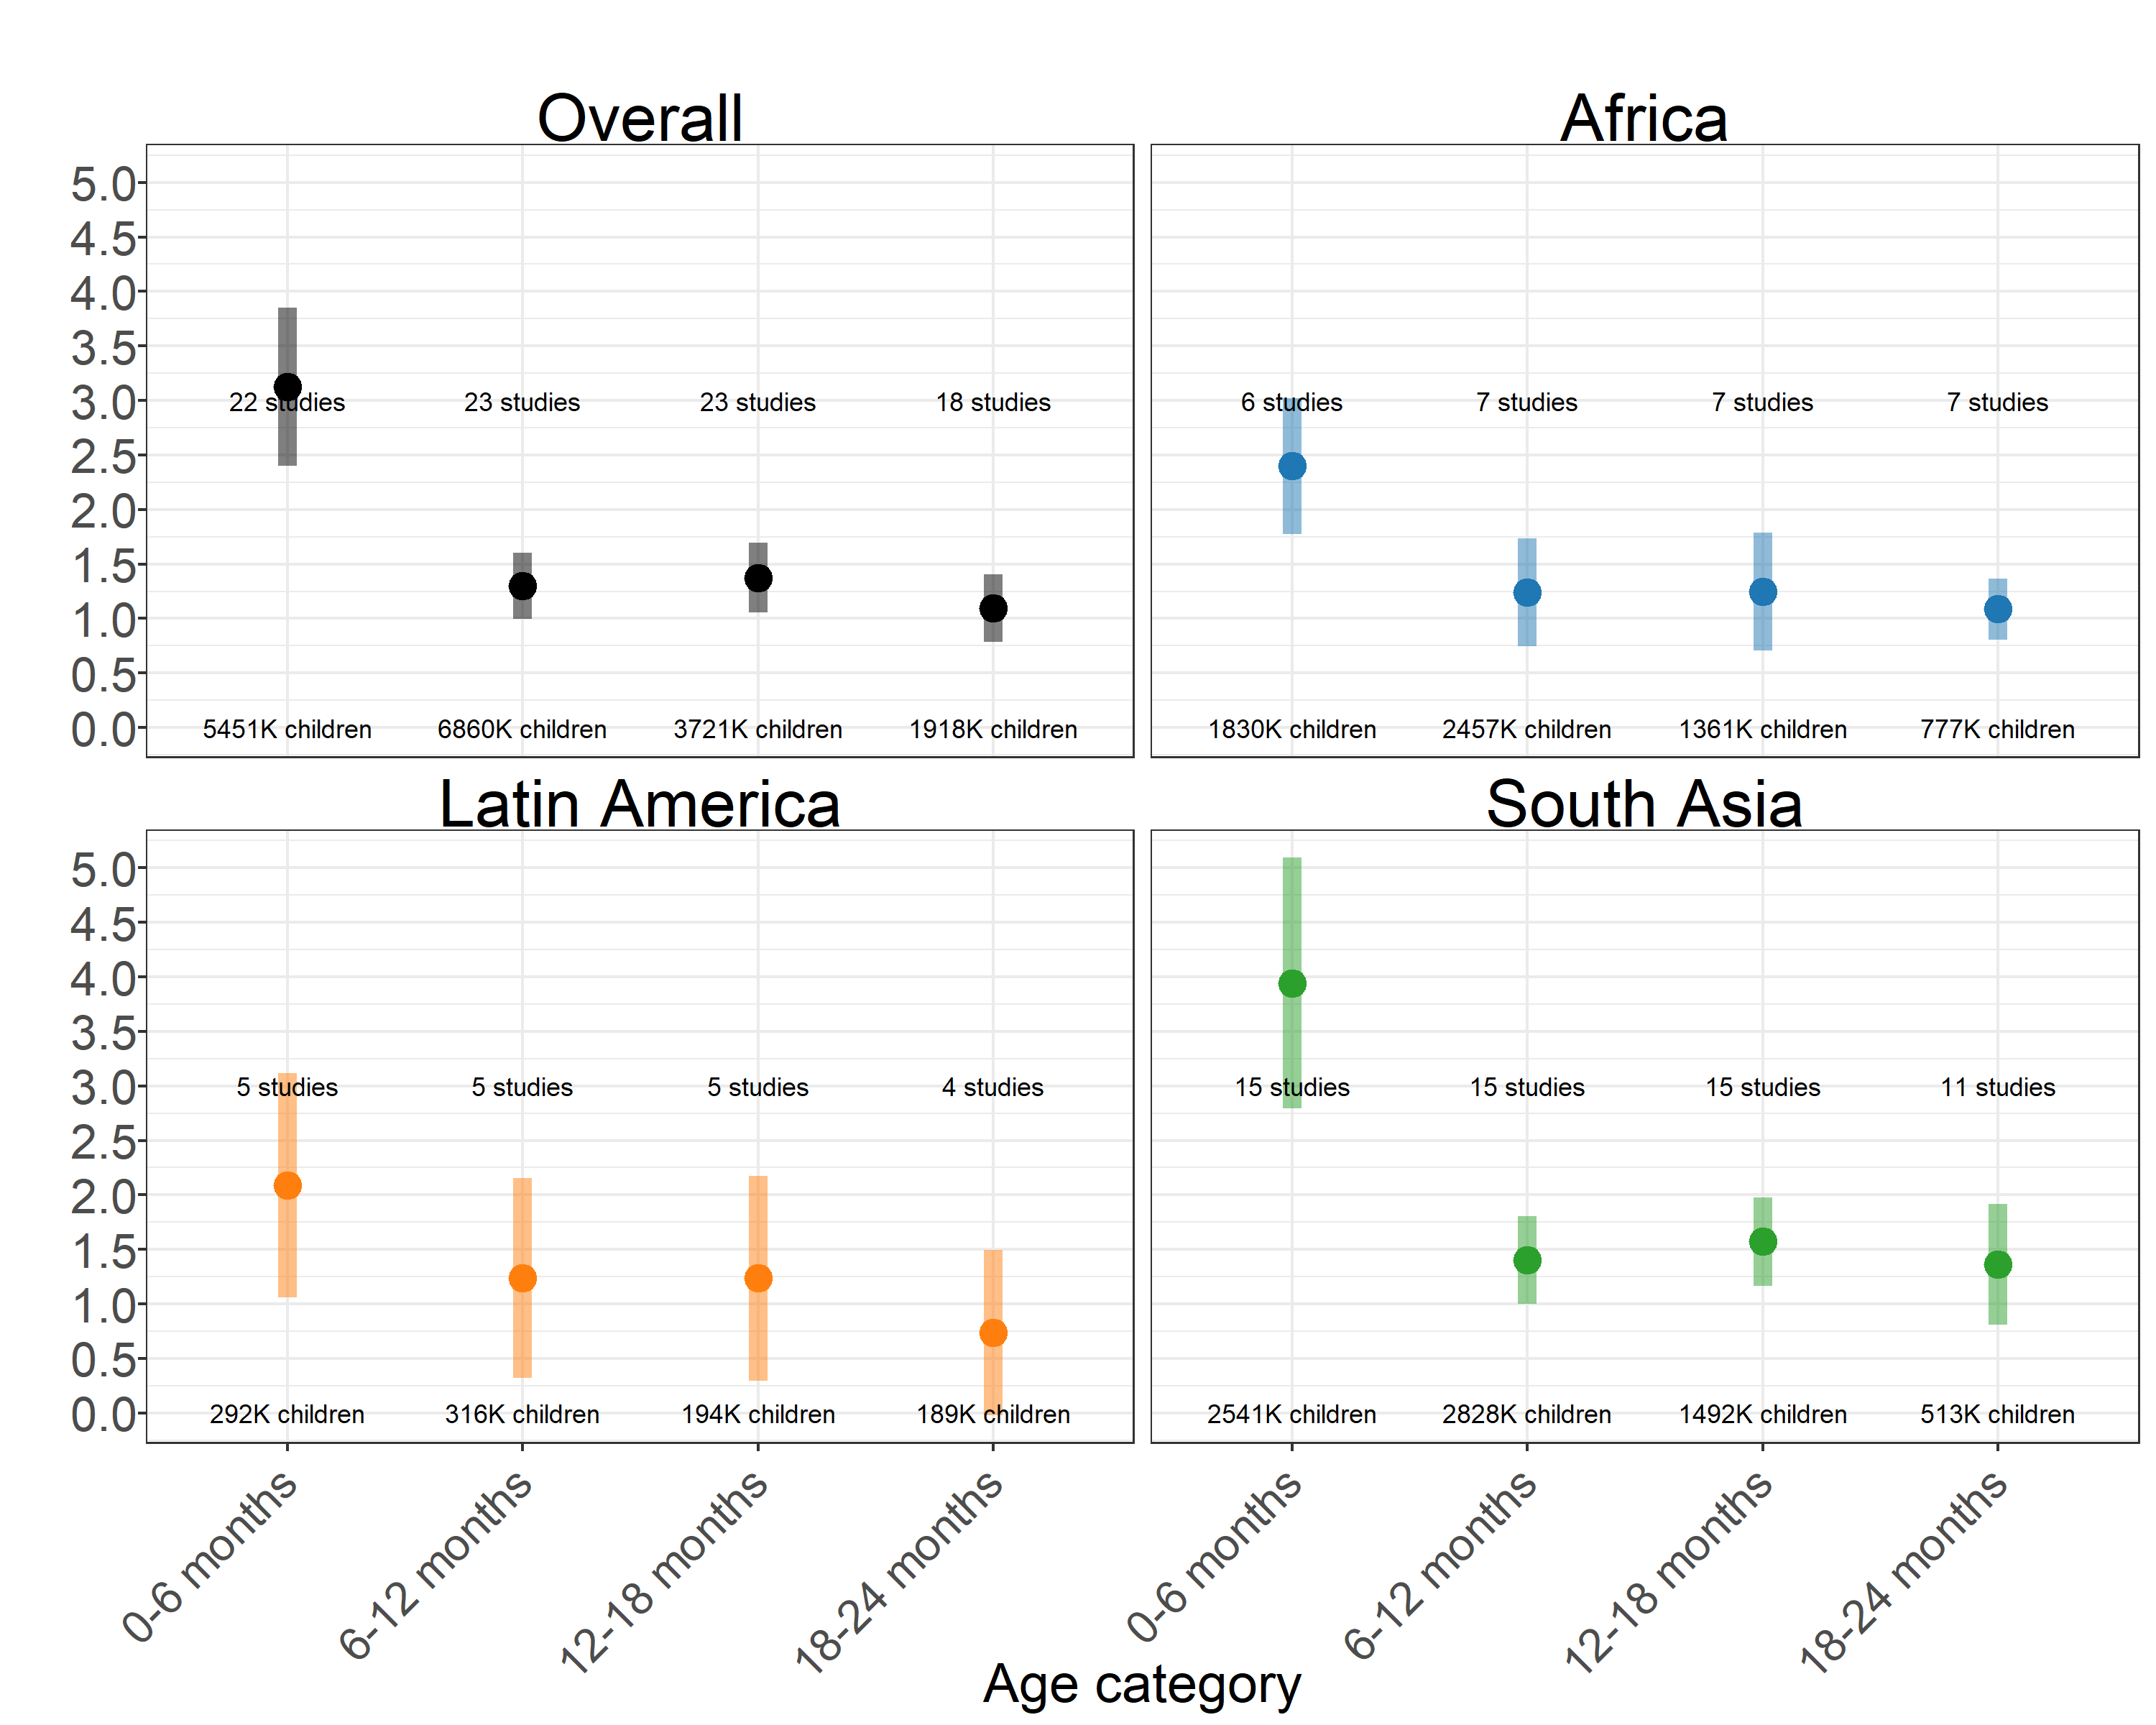 Overall
Africa
5.0
4.5
4.0
3.5
3.0
2.5
2.0
1.5
1.0
0.5
0.0
22 studies 23 studies 23 studies 18 studies
5451K children 6860K children 3721K children 1918K children
6 studies 7 studies 7 studies 7 studies
1830K children 2457K children 1361K children 777K children
Latin America
South Asia
5.0
4.5
4.0
3.5
3.0
2.5
2.0
1.5
1.0
0.5
0.0
5 studies 5 studies 5 studies 4 studies
292K children 316K children 194K children 189K children
15 studies 15 studies 15 studies 11 studies
2541K children 2828K children 1492K children 513K children
0-6 months
6-12 months
12-18 months
18-24 months
0-6 months
6-12 months
12-18 months
18-24 months
Age category